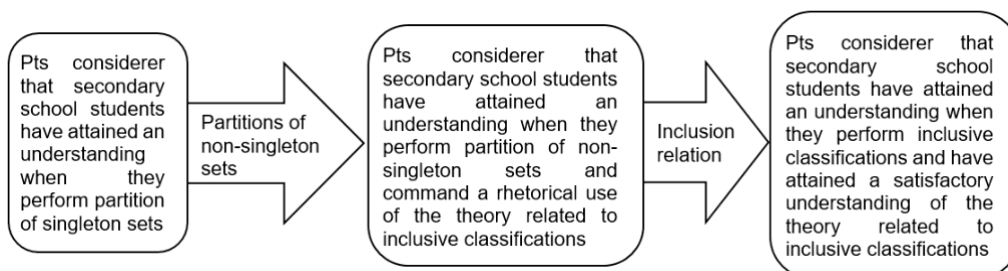 Pts considerer
that secondary
school students
have attained an
understanding
when they
perform partition
of singleton sets
Partitions of
non-singleton
sets
Pts considerer that
secondary school students
have attained an
understanding when they
perform partition of non-
singleton sets and
command a rhetorical use
of the theory related to
inclusive classifications
Inclusion
relation
Pts considerer that
secondary school
students have attained
an understanding when
they perform inclusive
classifications and have
attained a satisfactory
understanding of the
theory related to
inclusive classifications